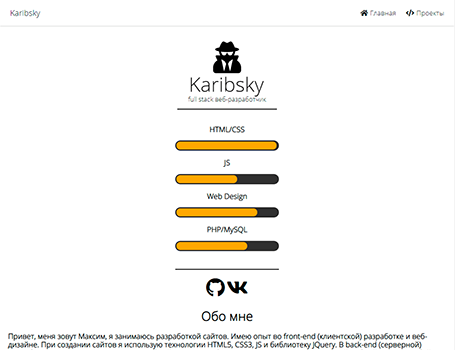 Karibsky
Главная
Проекты
Karibsky
full stack веб-разработчик
HTML/CSS
JS
Web Design
PHP/MySQL
Обо мне
Привет, меня зовут Максим, я занимаюсь разработкой сайтов. Имею опыт во front-end (клиентской) разработке и веб-
дизайне. При создании сайтов я использую технологии HTML5, CSS3, JS и библиотеку JQuery. В back-end (серверной)